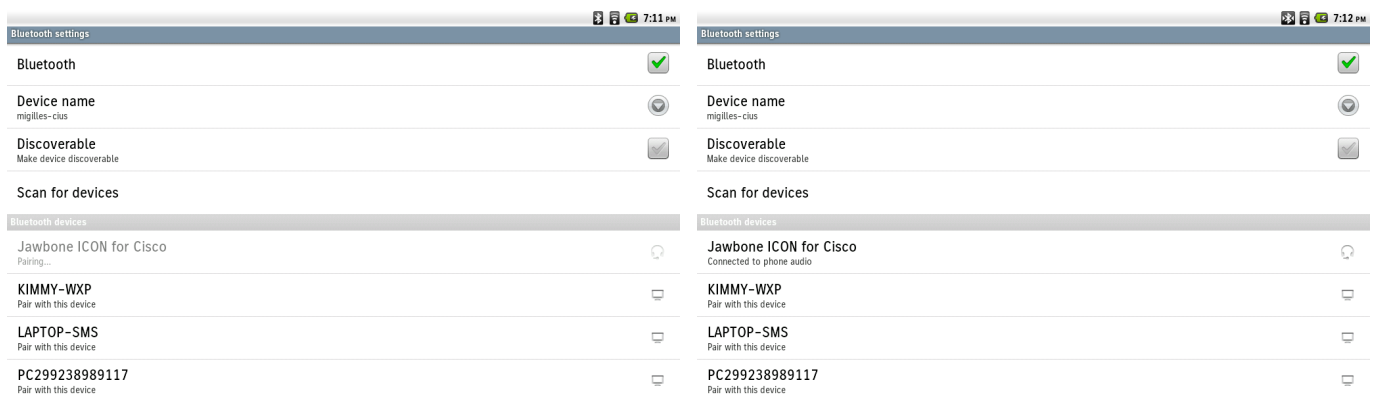 7:11 PM
Bluetooth settings
Bluetooth
Device name
migilles-cius
Discoverable
Make device discoverable
Scan for devices
Bluetooth devices
Jawbone ICON for Cisco
Pairing...
KIMMY-WXP
Pair with this device
LAPTOP-SMS
Pair with this device
PC299238989117
Pair with this device
7:12 PM
Bluetooth settings
Bluetooth
Device name
migilles-cius
Discoverable
Make device discoverable
Scan for devices
Bluetooth devices
Jawbone ICON for Cisco
Connected to phone audio
KIMMY-WXP
Pair with this device
LAPTOP-SMS
Pair with this device
PC299238989117
Pair with this device